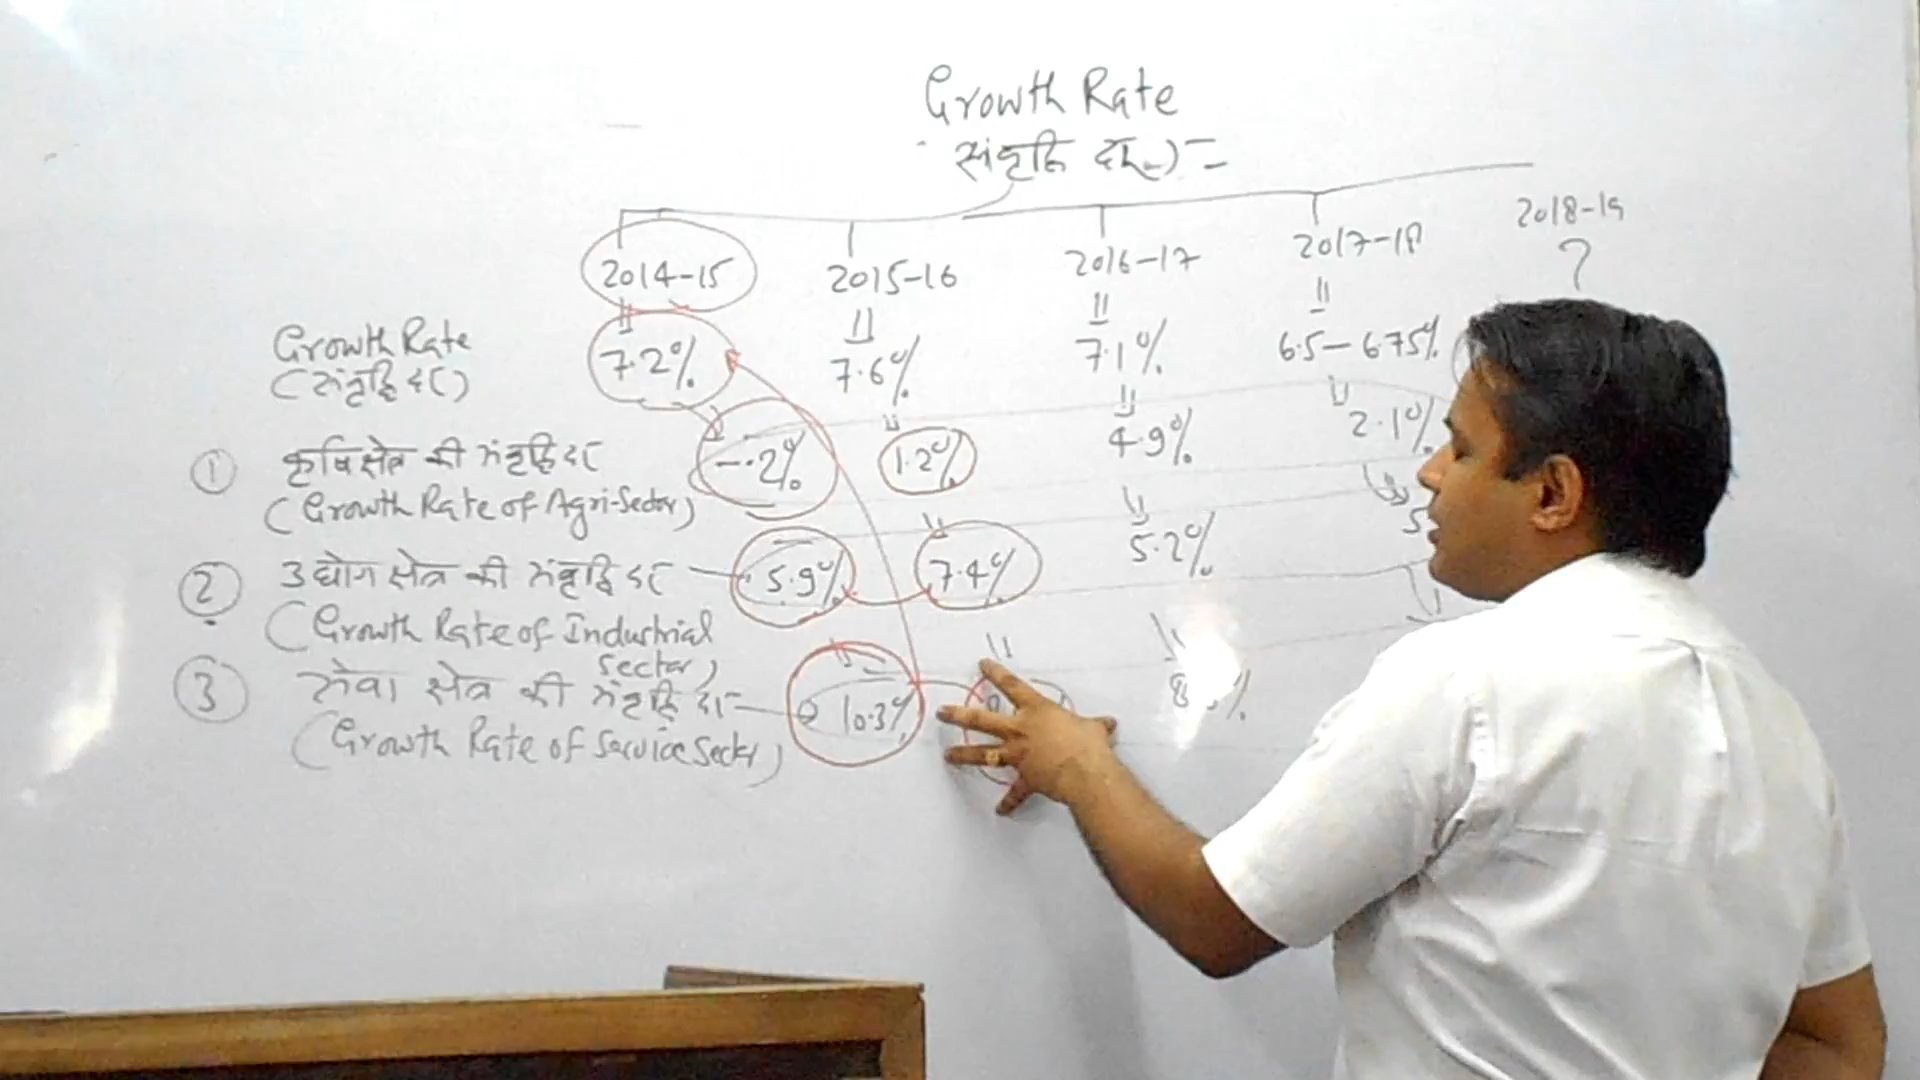 Growth Rate
संवृद्धि दर
2014-15 2015-16 2016-17 2017-18 2018-19
?
Growth Rate 7.2% 7.6% 7.1% 6.5-6.75%
(संवृद्धि दर)
1 कृषि क्षेत्र की संवृद्धि दर -.2% 1.2% 4.9% 2.1%
(Growth Rate of Agri-Sector)
2 उद्योग क्षेत्र की संवृद्धि दर 5.9% 7.4% 5.2%
(Growth Rate of Industrial
Sector)
3 सेवा क्षेत्र की संवृद्धि दर 10.3%
(Growth Rate of Service Sector)